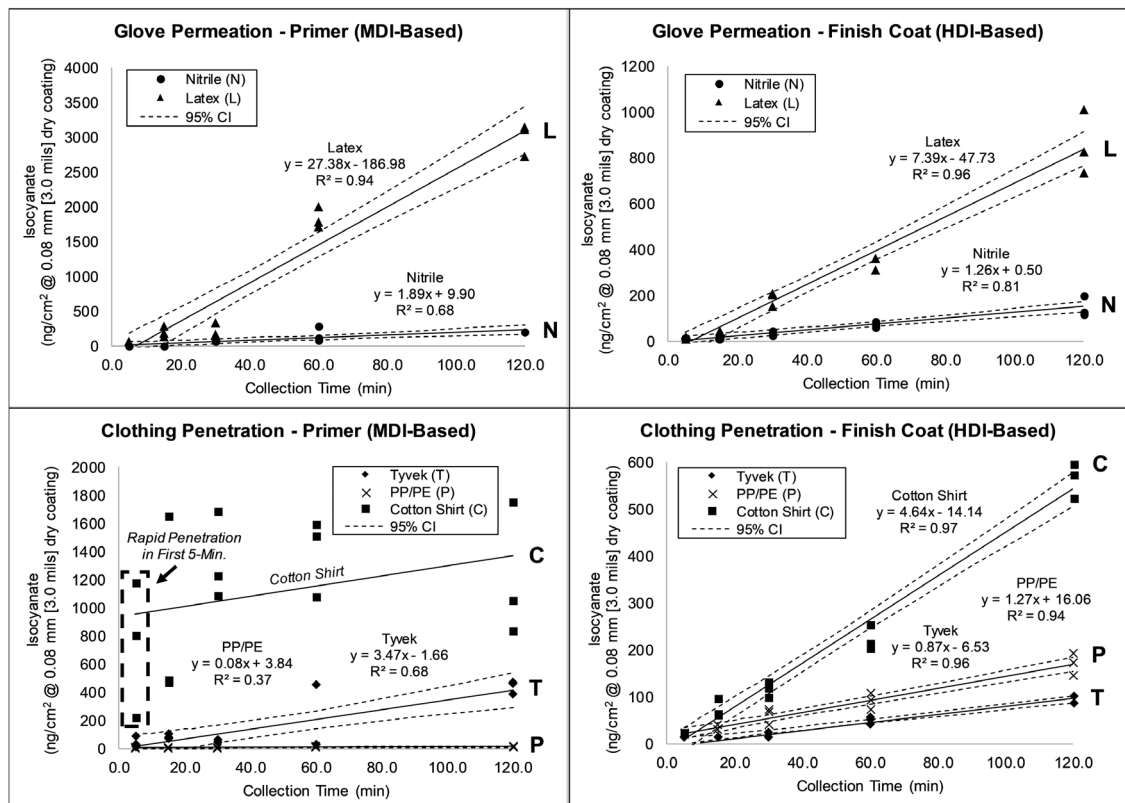 Glove Permeation - Primer (MDI-Based)
Isocyanate
(ng/cm² @ 0.08 mm [3.0 mils] dry coating)
4000
3500
3000
2500
2000
1500
1000
500
0
Nitrile (N)
Latex (L)
95% CI
Latex
y = 27.38x - 186.98
R² = 0.94
L
Nitrile
y = 1.89x + 9.90
R² = 0.68
N
0.0 20.0 40.0 60.0 80.0 100.0 120.0
Collection Time (min)
Glove Permeation - Finish Coat (HDI-Based)
Isocyanate
(ng/cm² @ 0.08 mm [3.0 mils] dry coating)
1200
1000
800
600
400
200
0
Nitrile (N)
Latex (L)
95% CI
Latex
y = 7.39x - 47.73
R² = 0.96
L
Nitrile
y = 1.26x + 0.50
R² = 0.81
N
0.0 20.0 40.0 60.0 80.0 100.0 120.0
Collection Time (min)
Clothing Penetration - Primer (MDI-Based)
Isocyanate
(ng/cm² @ 0.08 mm [3.0 mils] dry coating)
2000
1800
1600
1400
1200
1000
800
600
400
200
0
Tyvek (T)
PP/PE (P)
Cotton Shirt (C)
95% CI
Rapid Penetration
in First 5-Min.
Cotton Shirt
C
PP/PE
y = 0.08x + 3.84
R² = 0.37
Tyvek
y = 3.47x - 1.66
R² = 0.68
T
P
0.0 20.0 40.0 60.0 80.0 100.0 120.0
Collection Time (min)
Clothing Penetration - Finish Coat (HDI-Based)
Isocyanate
(ng/cm² @ 0.08 mm [3.0 mils] dry coating)
600
500
400
300
200
100
0
Tyvek (T)
PP/PE (P)
Cotton Shirt (C)
95% CI
Cotton Shirt
y = 4.64x - 14.14
R² = 0.97
C
PP/PE
y = 1.27x + 16.06
R² = 0.94
Tyvek
y = 0.87x - 6.53
R² = 0.96
P
T
0.0 20.0 40.0 60.0 80.0 100.0 120.0
Collection Time (min)